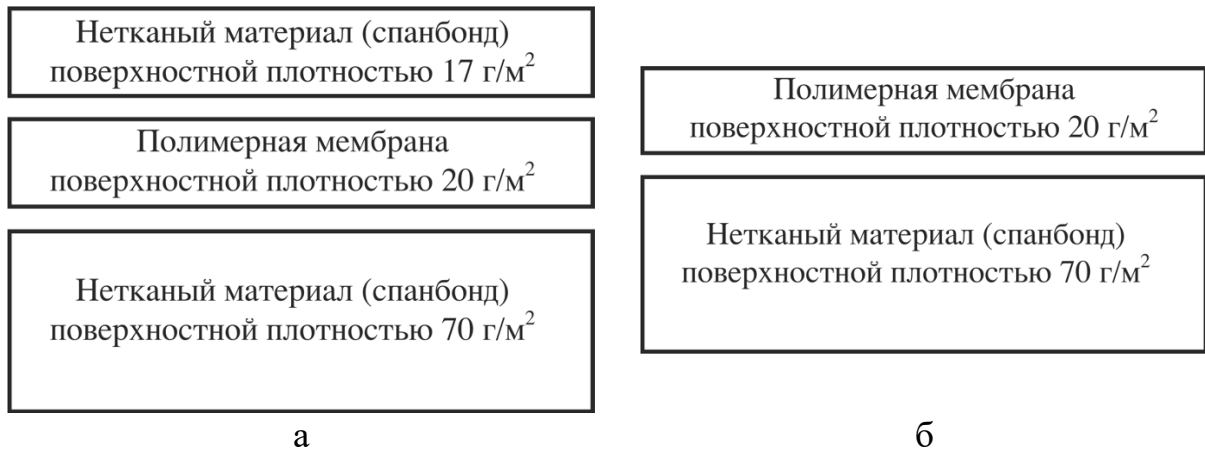 Нетканый материал (спанбонд)
поверхностной плотностью 17 г/м²
Полимерная мембрана
поверхностной плотностью 20 г/м²
Нетканый материал (спанбонд)
поверхностной плотностью 70 г/м²
а
Полимерная мембрана
поверхностной плотностью 20 г/м²
Нетканый материал (спанбонд)
поверхностной плотностью 70 г/м²
б